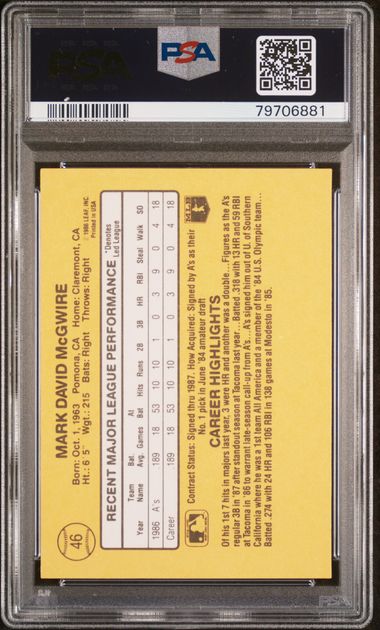 PSA
PSA
79706881
46
MARK DAVID McGWIRE
Born: Oct. 1, 1963 Pomona, CA Home: Claremont, CA
Ht.: 6' 5" Wgt.: 215 Bats: Right Throws: Right
© 1986 LEAF, INC.
Printed in USA
RECENT MAJOR LEAGUE PERFORMANCE
*Denotes
Led League
Team Bat. At
Year Name Avg. Games Bat Hits Runs 2B 3B HR RBI Steal Walk SO
1986 A's .189 18 53 10 10 1 0 3 9 0 4 18
Career .189 18 53 10 10 1 0 3 9 0 4 18
Contract Status: Signed thru 1987. How Acquired: Signed by A's as their
No. 1 pick in June '84 amateur draft
MLB
CAREER HIGHLIGHTS
Of his 1st 7 hits in majors last year, 3 were HR and another was a double... Figures as the A's
regular 3B in '87 after standout season at Tacoma last year... Batted .318 with 13 HR and 59 RBI
at Tacoma in '86 to warrant late-season call-up from A's... A's signed him out of U. of Southern
California where he was a 1st team All America and a member of the '84 U.S. Olympic team...
Batted .274 with 24 HR and 106 RBI in 138 games at Modesto in '85.